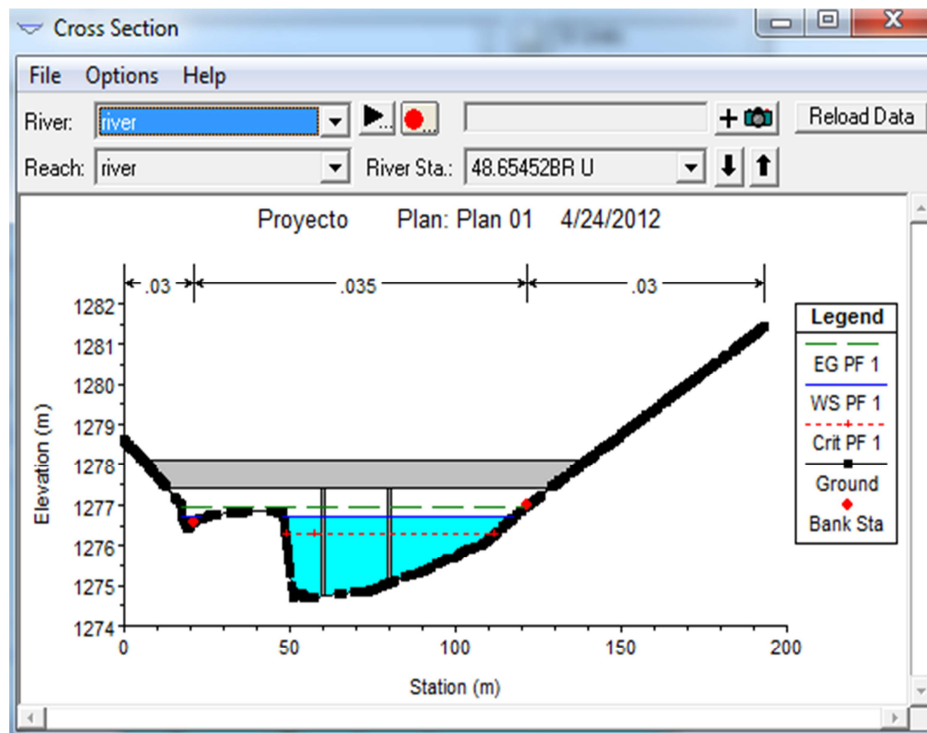 Cross Section
File Options Help
River: river Reload Data
Reach: river River Sta.: 48.65452BR U
Proyecto Plan: Plan 01 4/24/2012
.03 .035 .03
1282
1281
1280
1279
1278
1277
1276
1275
1274
Elevation (m)
0 50 100 150 200
Station (m)
Legend
EG PF 1
WS PF 1
Crit PF 1
Ground
Bank Sta